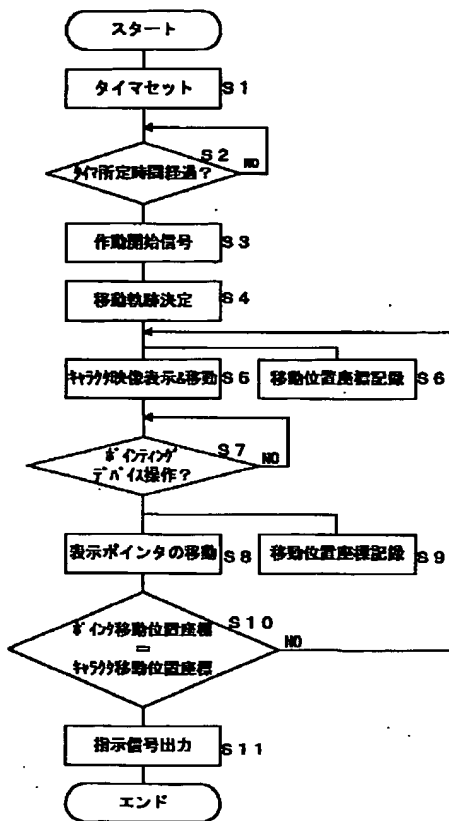 スタート
タイマセット S1
S2
タイマ所定時間経過？ NO
作動開始信号 S3
移動軌跡決定 S4
キャラクタ映像表示&移動 S5
移動位置座標記録 S6
S7
ポインティング NO
デバイス操作？
表示ポインタの移動 S8
移動位置座標記録 S9
S10
ポインタ移動位置座標 NO
＝
キャラクタ移動位置座標
指示信号出力 S11
エンド